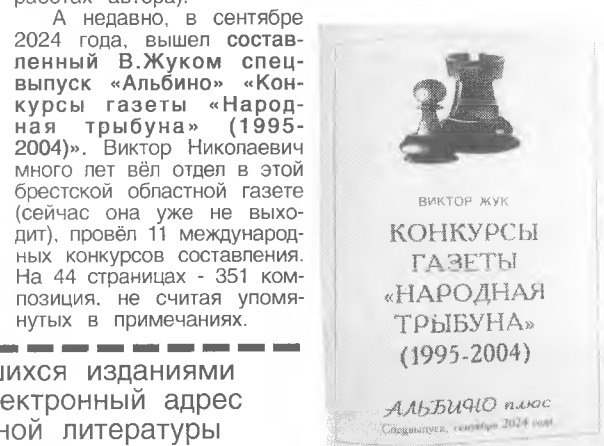 работах автора).
А недавно, в сентябре
2024 года, вышел состав-
ленный В.Жуком спец-
выпуск «Альбино» «Кон-
курсы газеты «Народ-
ная трыбуна» (1995-
2004)». Виктор Николаевич
много лет вёл отдел в этой
брестской областной газете
(сейчас она уже не выхо-
дит), провёл 11 международ-
ных конкурсов составления.
На 44 страницах - 351 ком-
позиция, не считая упомя-
нутых в примечаниях.
шихся изданиями
ектронный адрес
ной литературы
ВИКТОР ЖУК
КОНКУРСЫ
ГАЗЕТЫ
«НАРОДНАЯ
ТРЫБУНА»
(1995-2004)
АЛЬБИНО плюс
Спецвыпуск, сентябрь 2024 года